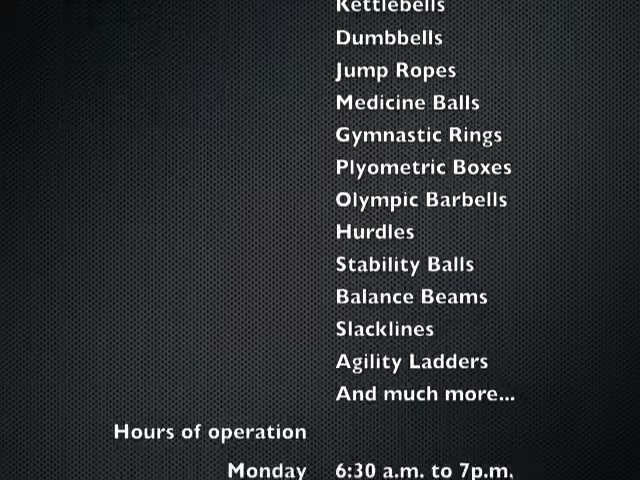 Kettlebells
Dumbbells
Jump Ropes
Medicine Balls
Gymnastic Rings
Plyometric Boxes
Olympic Barbells
Hurdles
Stability Balls
Balance Beams
Slacklines
Agility Ladders
And much more...
Hours of operation
Monday 6:30 a.m. to 7p.m.